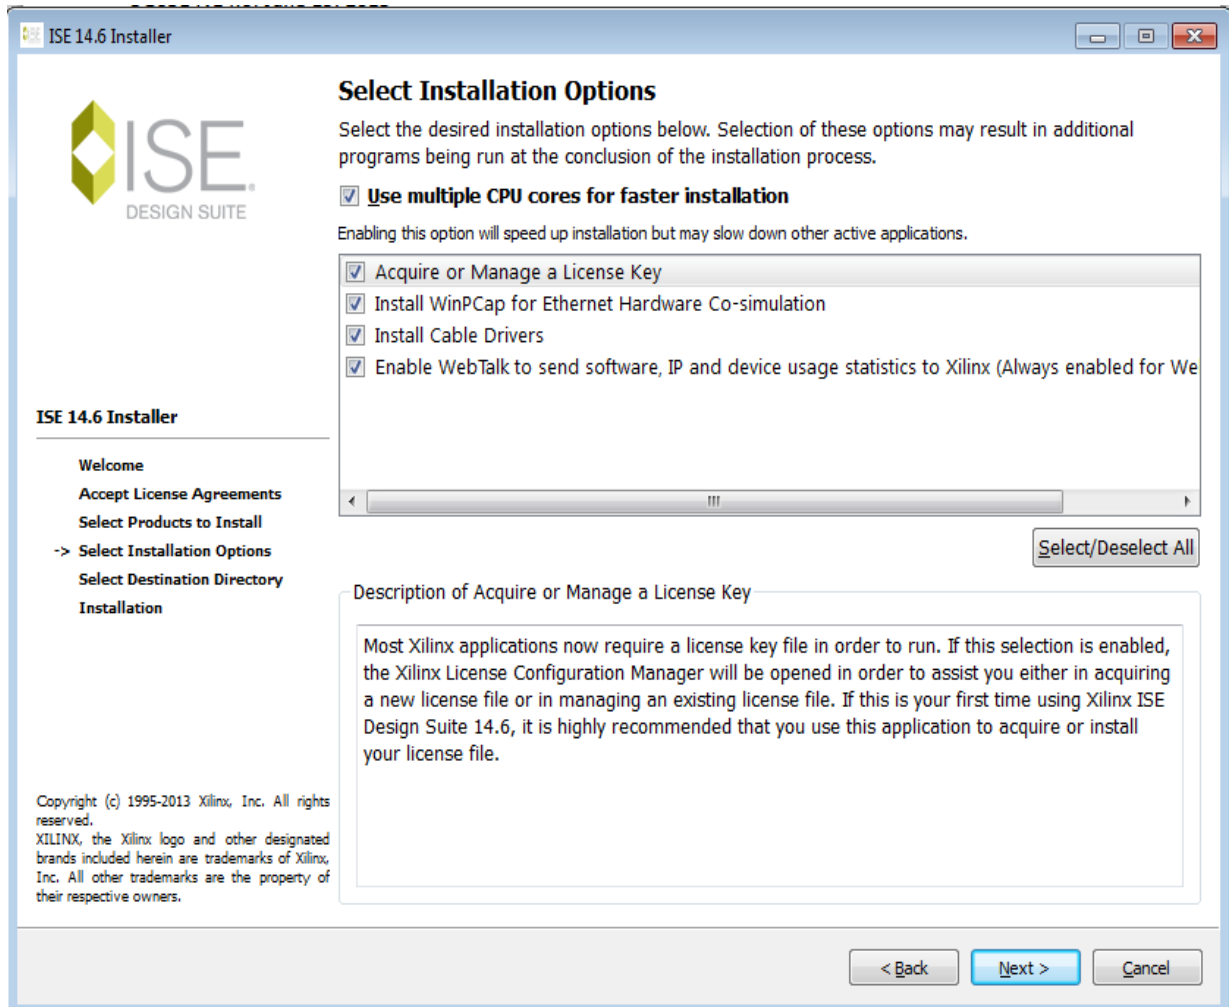 ISE 14.6 Installer
ISE
DESIGN SUITE
ISE 14.6 Installer
Welcome
Accept License Agreements
Select Products to Install
-> Select Installation Options
Select Destination Directory
Installation
Copyright (c) 1995-2013 Xilinx, Inc. All rights
reserved.
XILINX, the Xilinx logo and other designated
brands included herein are trademarks of Xilinx,
Inc. All other trademarks are the property of
their respective owners.
Select Installation Options
Select the desired installation options below. Selection of these options may result in additional
programs being run at the conclusion of the installation process.
Use multiple CPU cores for faster installation
Enabling this option will speed up installation but may slow down other active applications.
Acquire or Manage a License Key
Install WinPCap for Ethernet Hardware Co-simulation
Install Cable Drivers
Enable WebTalk to send software, IP and device usage statistics to Xilinx (Always enabled for We
Select/Deselect All
Description of Acquire or Manage a License Key
Most Xilinx applications now require a license key file in order to run. If this selection is enabled,
the Xilinx License Configuration Manager will be opened in order to assist you either in acquiring
a new license file or in managing an existing license file. If this is your first time using Xilinx ISE
Design Suite 14.6, it is highly recommended that you use this application to acquire or install
your license file.
< Back
Next >
Cancel